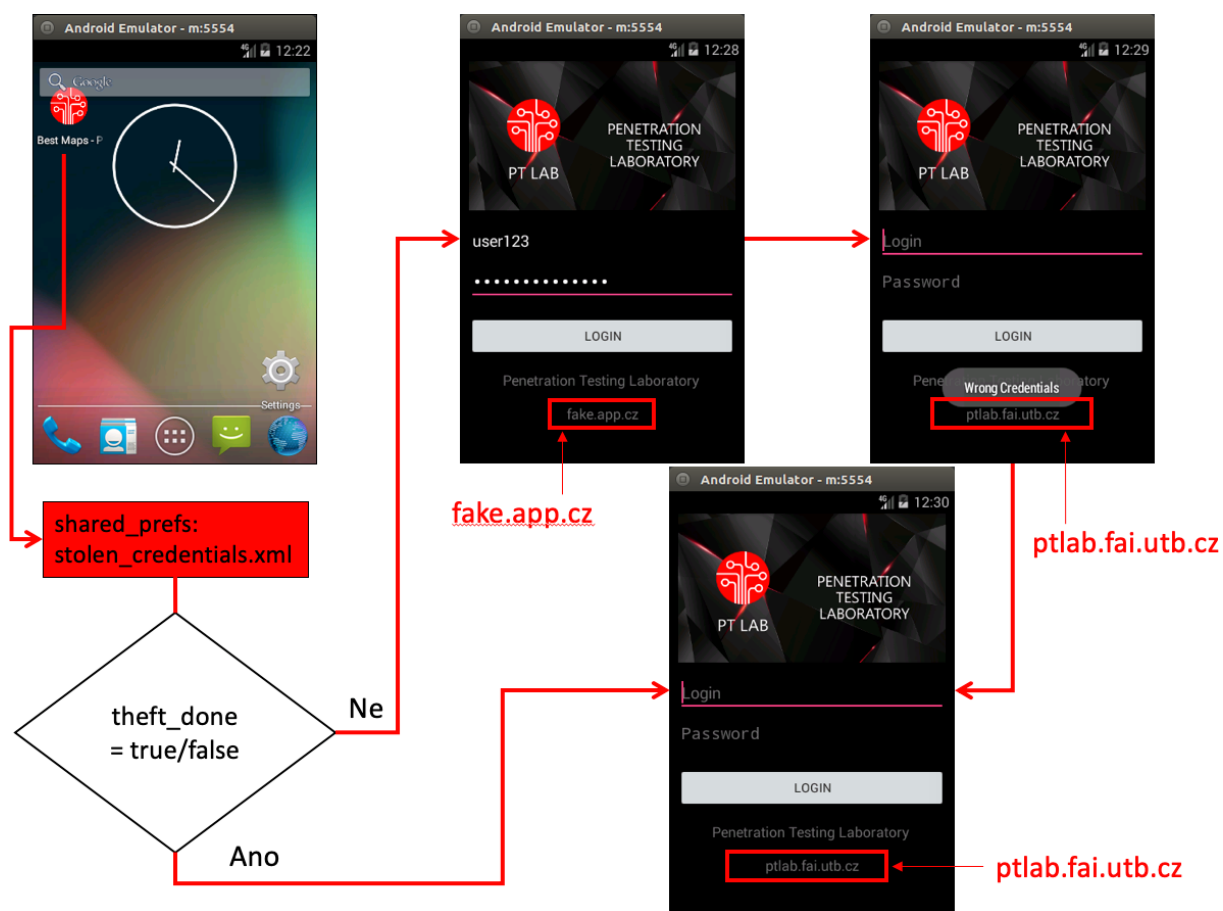 Android Emulator - m:5554
4G 12:22
Google
Best Maps - P
Settings
Android Emulator - m:5554
4G 12:28
PENETRATION
TESTING
LABORATORY
PT LAB
user123
LOGIN
Penetration Testing Laboratory
fake.app.cz
fake.app.cz
Android Emulator - m:5554
4G 12:29
PENETRATION
TESTING
LABORATORY
PT LAB
Login
Password
LOGIN
Wrong Credentials
ptlab.fai.utb.cz
ptlab.fai.utb.cz
shared_prefs:
stolen_credentials.xml
theft_done
= true/false
Ne
Ano
Android Emulator - m:5554
4G 12:30
PENETRATION
TESTING
LABORATORY
PT LAB
Login
Password
LOGIN
Penetration Testing Laboratory
ptlab.fai.utb.cz
ptlab.fai.utb.cz